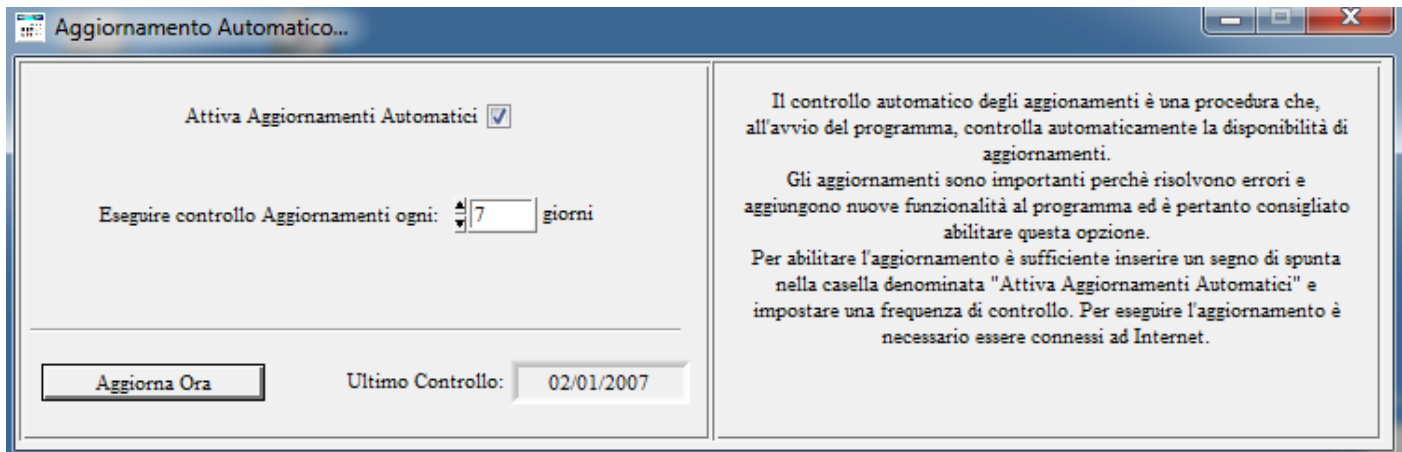 Aggiornamento Automatico...
Attiva Aggiornamenti Automatici
Eseguire controllo Aggiornamenti ogni: 7 giorni
Aggiorna Ora Ultimo Controllo: 02/01/2007
Il controllo automatico degli aggionamenti è una procedura che,
all'avvio del programma, controlla automaticamente la disponibilità di
aggiornamenti.
Gli aggiornamenti sono importanti perchè risolvono errori e
aggiungono nuove funzionalità al programma ed è pertanto consigliato
abilitare questa opzione.
Per abilitare l'aggiornamento è sufficiente inserire un segno di spunta
nella casella denominata "Attiva Aggiornamenti Automatici" e
impostare una frequenza di controllo. Per eseguire l'aggiornamento è
necessario essere connessi ad Internet.